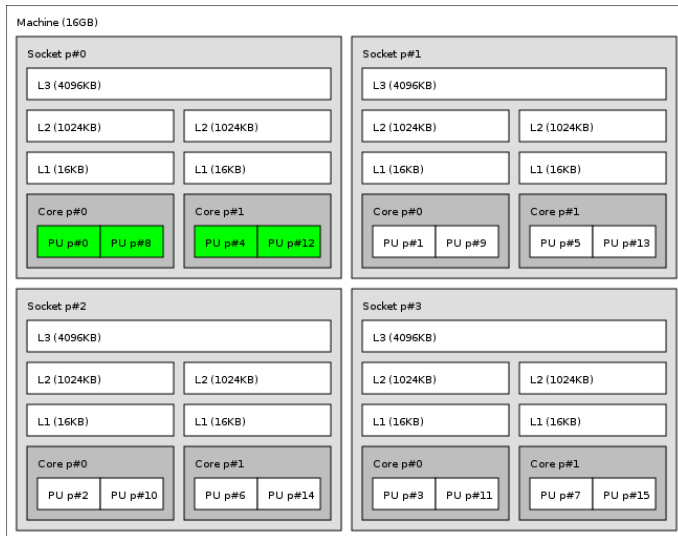 Machine (16GB)
Socket p#0
L3 (4096KB)
L2 (1024KB) L2 (1024KB)
L1 (16KB) L1 (16KB)
Core p#0 Core p#1
PU p#0 PU p#8 PU p#4 PU p#12
Socket p#1
L3 (4096KB)
L2 (1024KB) L2 (1024KB)
L1 (16KB) L1 (16KB)
Core p#0 Core p#1
PU p#1 PU p#9 PU p#5 PU p#13
Socket p#2
L3 (4096KB)
L2 (1024KB) L2 (1024KB)
L1 (16KB) L1 (16KB)
Core p#0 Core p#1
PU p#2 PU p#10 PU p#6 PU p#14
Socket p#3
L3 (4096KB)
L2 (1024KB) L2 (1024KB)
L1 (16KB) L1 (16KB)
Core p#0 Core p#1
PU p#3 PU p#11 PU p#7 PU p#15